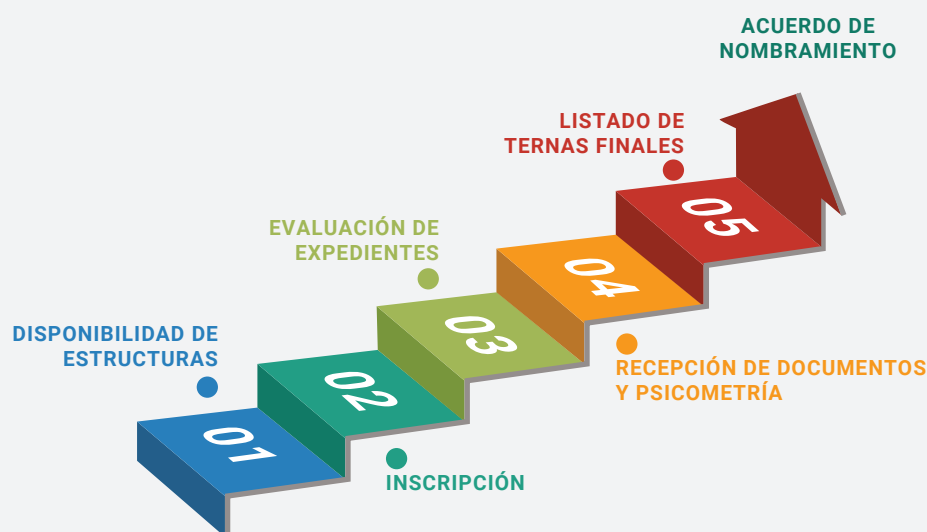 ACUERDO DE
NOMBRAMIENTO
LISTADO DE
TERNAS FINALES
05
EVALUACIÓN DE
EXPEDIENTES
04
03
RECEPCIÓN DE DOCUMENTOS
Y PSICOMETRÍA
DISPONIBILIDAD DE
ESTRUCTURAS
02
01
INSCRIPCIÓN